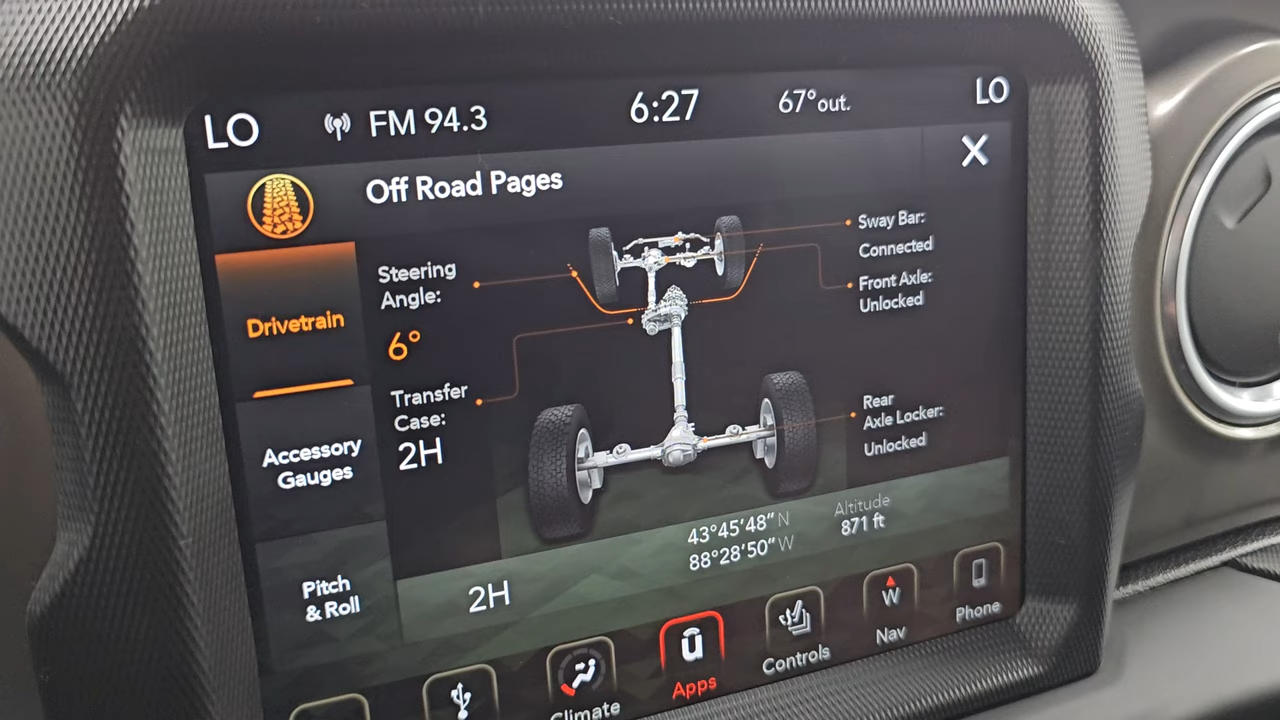 LO
FM 94.3
6:27
67°out.
LO
X
Off Road Pages
Drivetrain
Accessory
Gauges
Pitch
& Roll
Steering
Angle:
6°
Transfer
Case:
2H
Sway Bar:
Connected
Front Axle:
Unlocked
Rear
Axle Locker:
Unlocked
2H
43°45'48" N
88°28'50" W
Altitude
871 ft
Climate
Apps
Controls
W
Nav
Phone